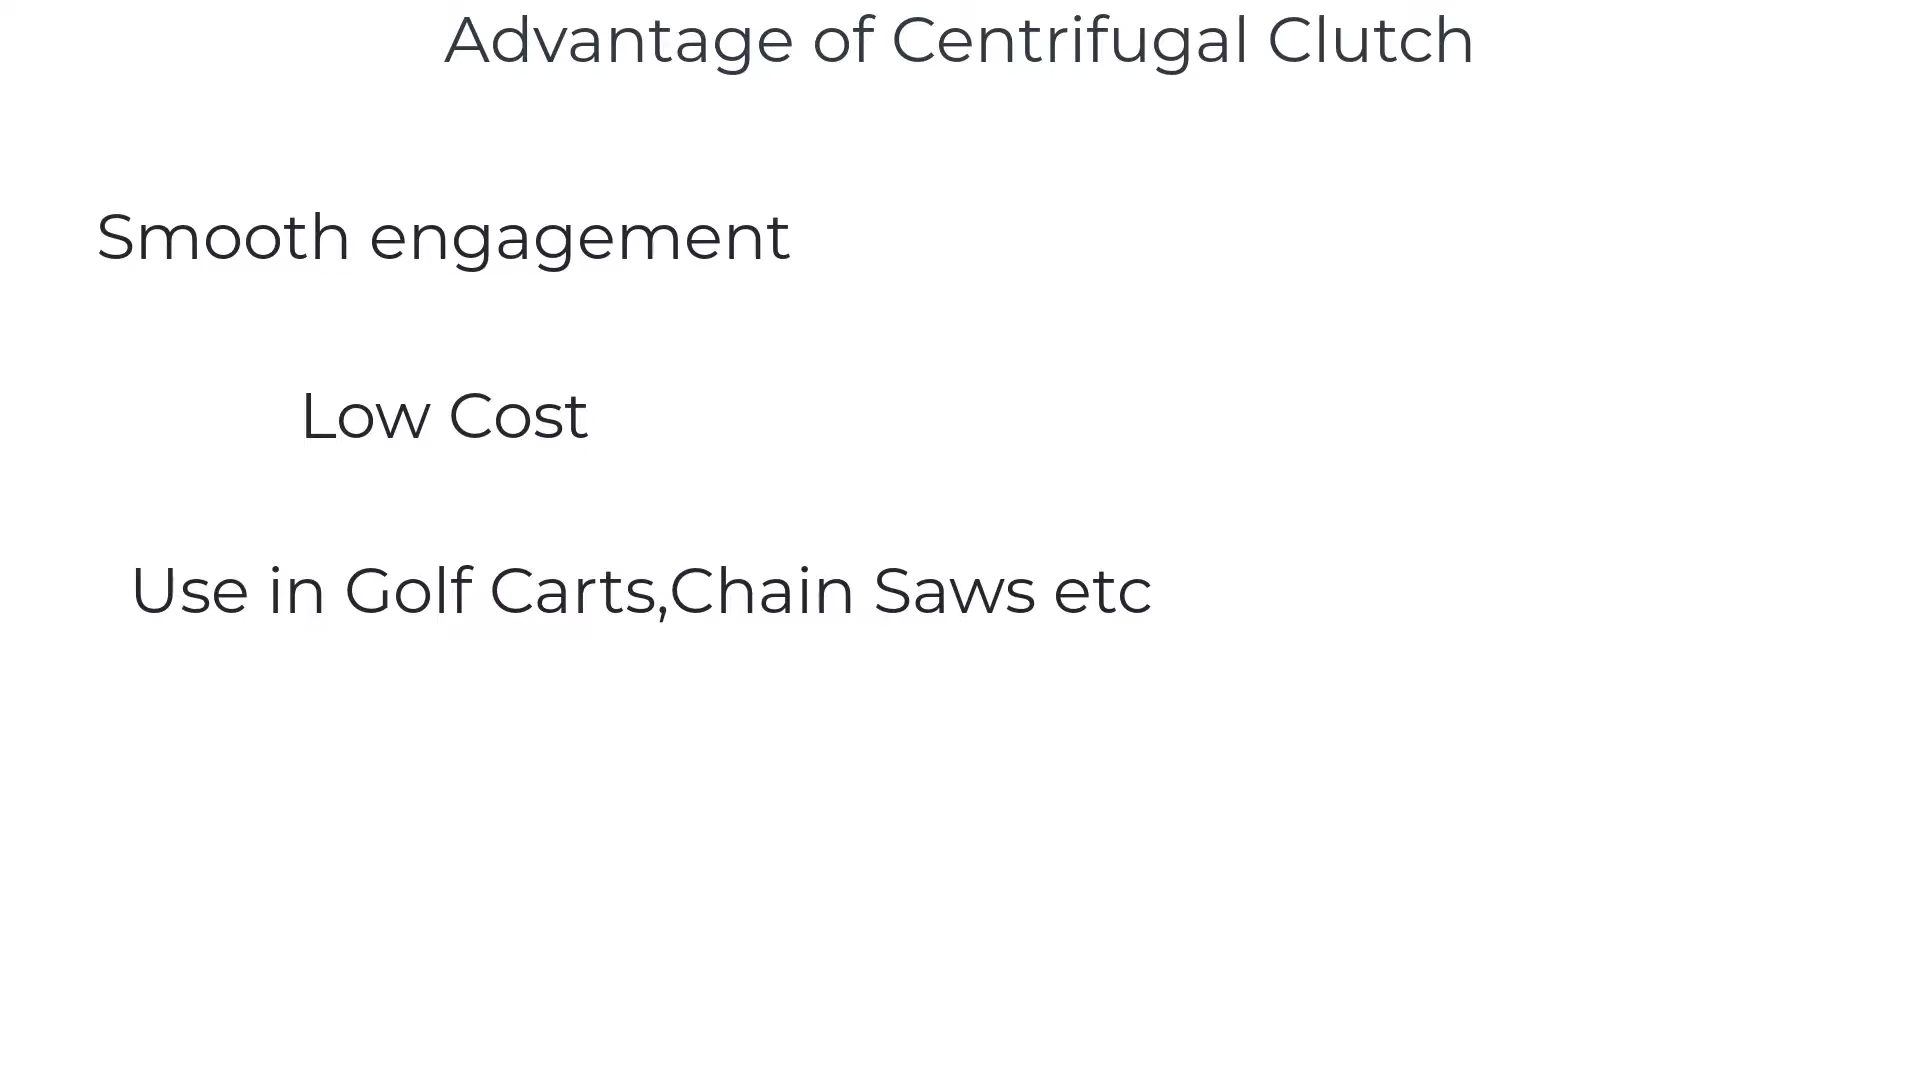 Advantage of Centrifugal Clutch
Smooth engagement
Low Cost
Use in Golf Carts,Chain Saws etc